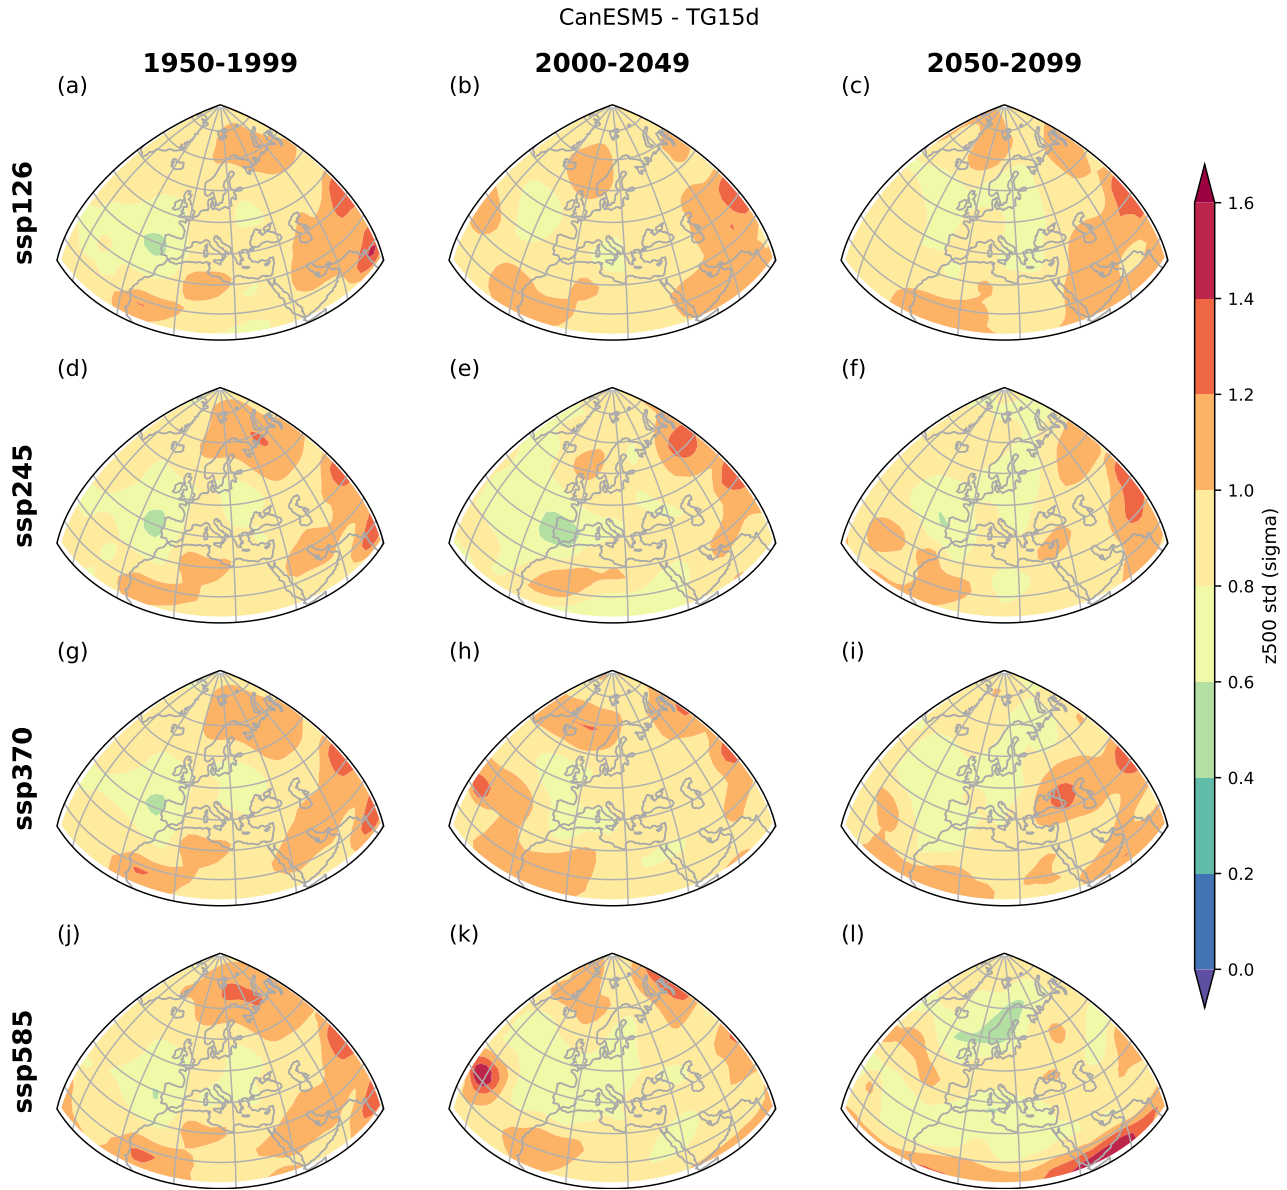 CanESM5 - TG15d
1950-1999
2000-2049
2050-2099
(a)
(b)
(c)
ssp126
(d)
(e)
(f)
ssp245
(g)
(h)
(i)
ssp370
(j)
(k)
(l)
ssp585
1.6
1.4
1.2
1.0
0.8
0.6
0.4
0.2
0.0
z500 std (sigma)